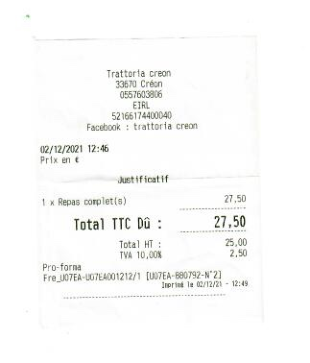 Trattoria creon
33670 Créon
0557603806
EIRL
52166174400040
Facebook : trattoria creon
02/12/2021 12:46
Prix en €
Justificatif
1 x Repas complet(s) 27,50
Total TTC Dû : 27,50
Total HT : 25,00
TVA 10,00% 2,50
Pro-forma
Fre_U07EA-U07EA001212/1 [U07EA-880792-N°2]
Imprimé le 02/12/21 - 12:49